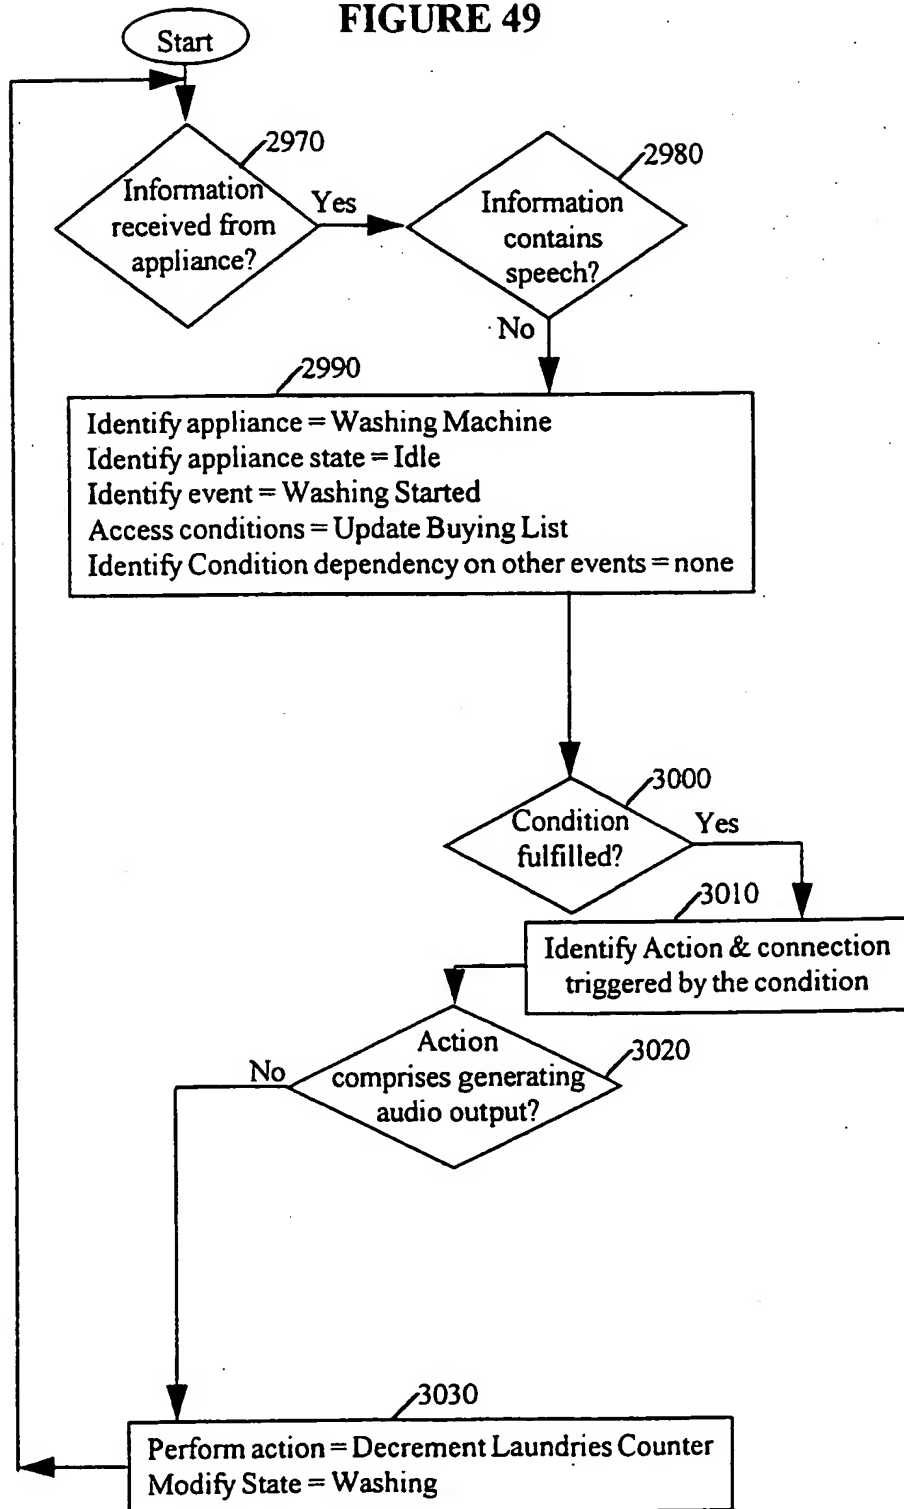 FIGURE 49
Start
2970
Information
received from
appliance?
Yes
2980
Information
contains
speech?
No
2990
Identify appliance = Washing Machine
Identify appliance state = Idle
Identify event = Washing Started
Access conditions = Update Buying List
Identify Condition dependency on other events = none
3000
Condition
fulfilled?
Yes
3010
Identify Action & connection
triggered by the condition
3020
Action
comprises generating
audio output?
No
3030
Perform action = Decrement Laundries Counter
Modify State = Washing